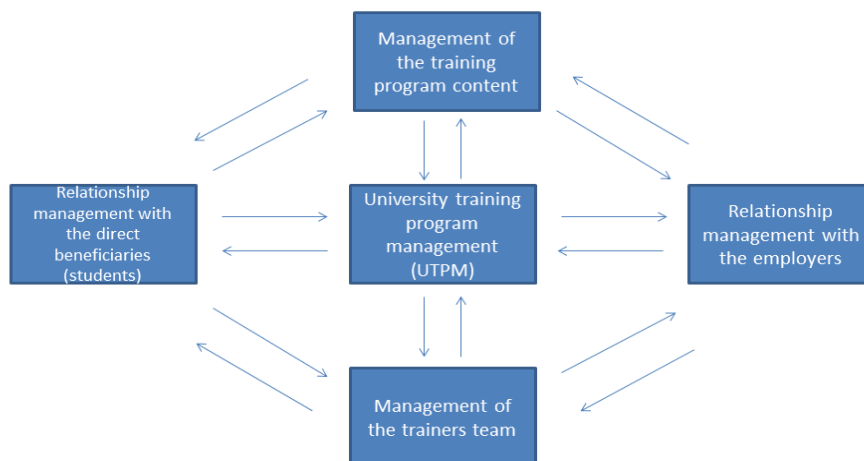 Management of
the training
program content
Relationship
management with
the direct
beneficiaries
(students)
University training
program
management
(UTPM)
Relationship
management with
the employers
Management of
the trainers team